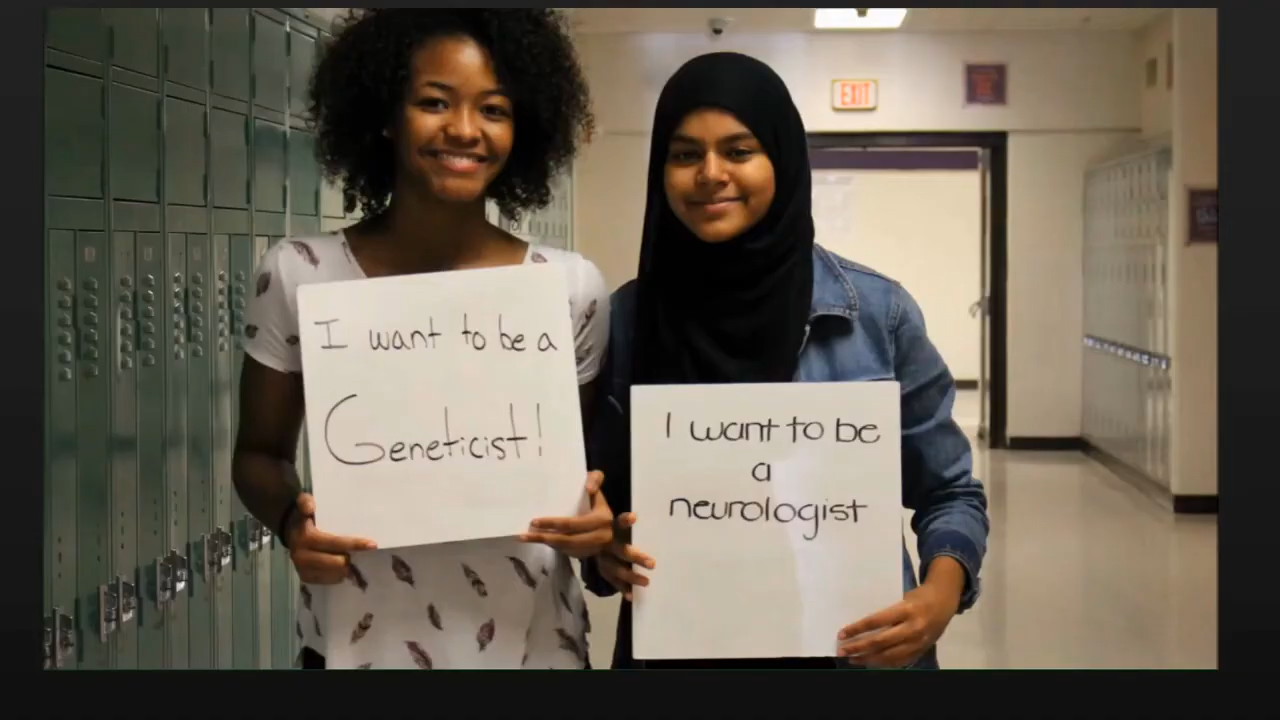 EXIT
I want to be a
Geneticist!
I want to be
a
neurologist